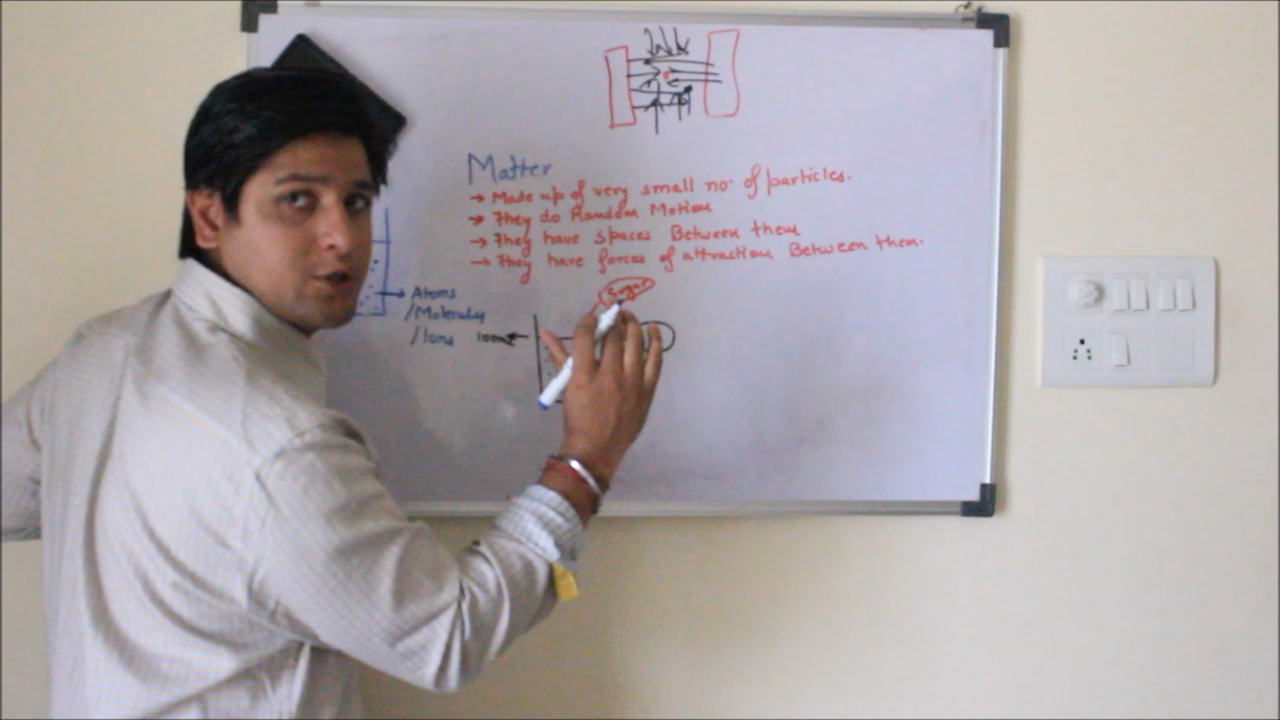 Matter
→ Made up of very small no. of particles.
→ They do Random Motion
→ They have spaces Between them
→ They have forces of attraction Between them.
Sugar
→ Atoms
/Molecules
/Ions